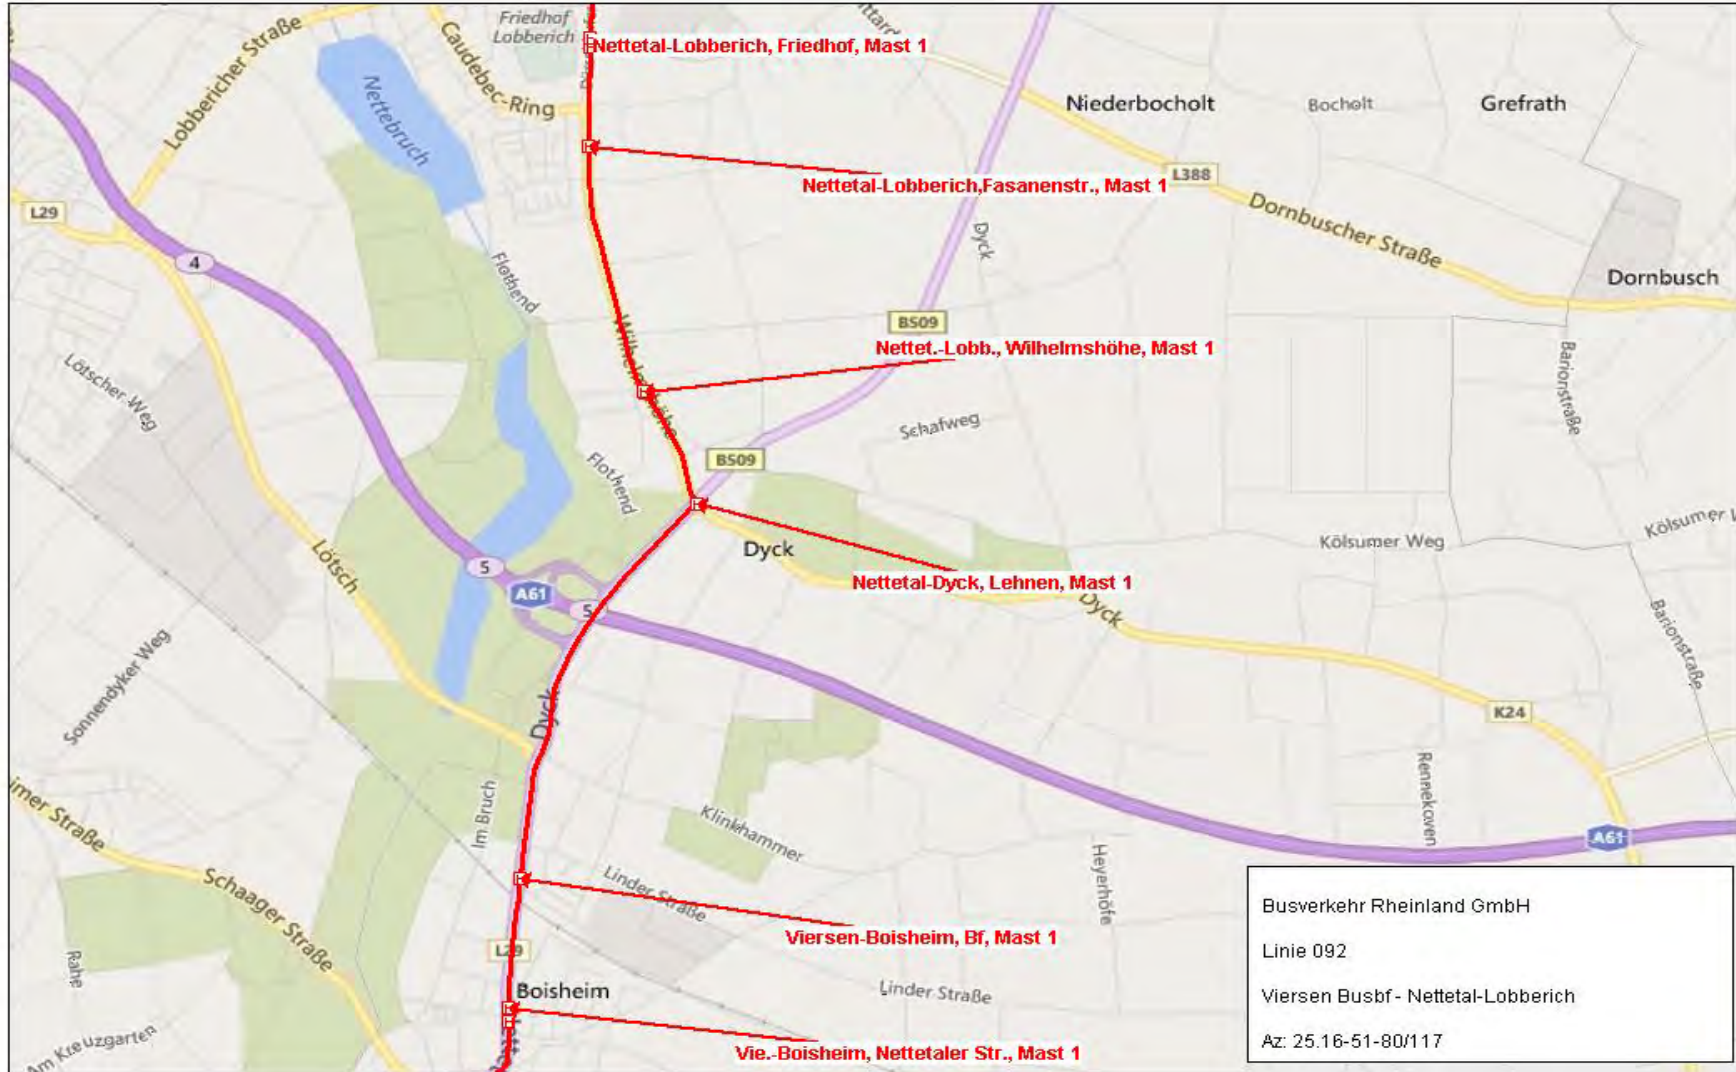 Friedhof
Lobberich
Nettetal-Lobberich, Friedhof, Mast 1
Lobbericher Straße
Caudebec-Ring
Nettebruch
Niederbocholt
Bocholt
Grefrath
Nettetal-Lobberich,Fasanenstr., Mast 1
L388
Dornbuscher Straße
L29
4
Flothend
Dyck
Dornbusch
B509
Nettet.-Lobb., Wilhelmshöhe, Mast 1
Barionstraße
Lötscher-Weg
Schafweg
B509
Flothend
Kölsumer Weg
Kölsumer
Lötsch
Dyck
5
A61
5
Nettetal-Dyck, Lehnen, Mast 1
Dyck
Barionstraße
Sonnendyker Weg
Dyck
K24
Rennekoven
Im Bruch
Klinkhammer
A61
Heyerhöfe
imer Straße
Schaager Straße
Linder Straße
Viersen-Boisheim, Bf, Mast 1
L29
Rahe
Boisheim
Linder Straße
Am Kreuzgarten
Vie.-Boisheim, Nettetaler Str., Mast 1
Busverkehr Rheinland GmbH
Linie 092
Viersen Busbf - Nettetal-Lobberich
Az: 25.16-51-80/117